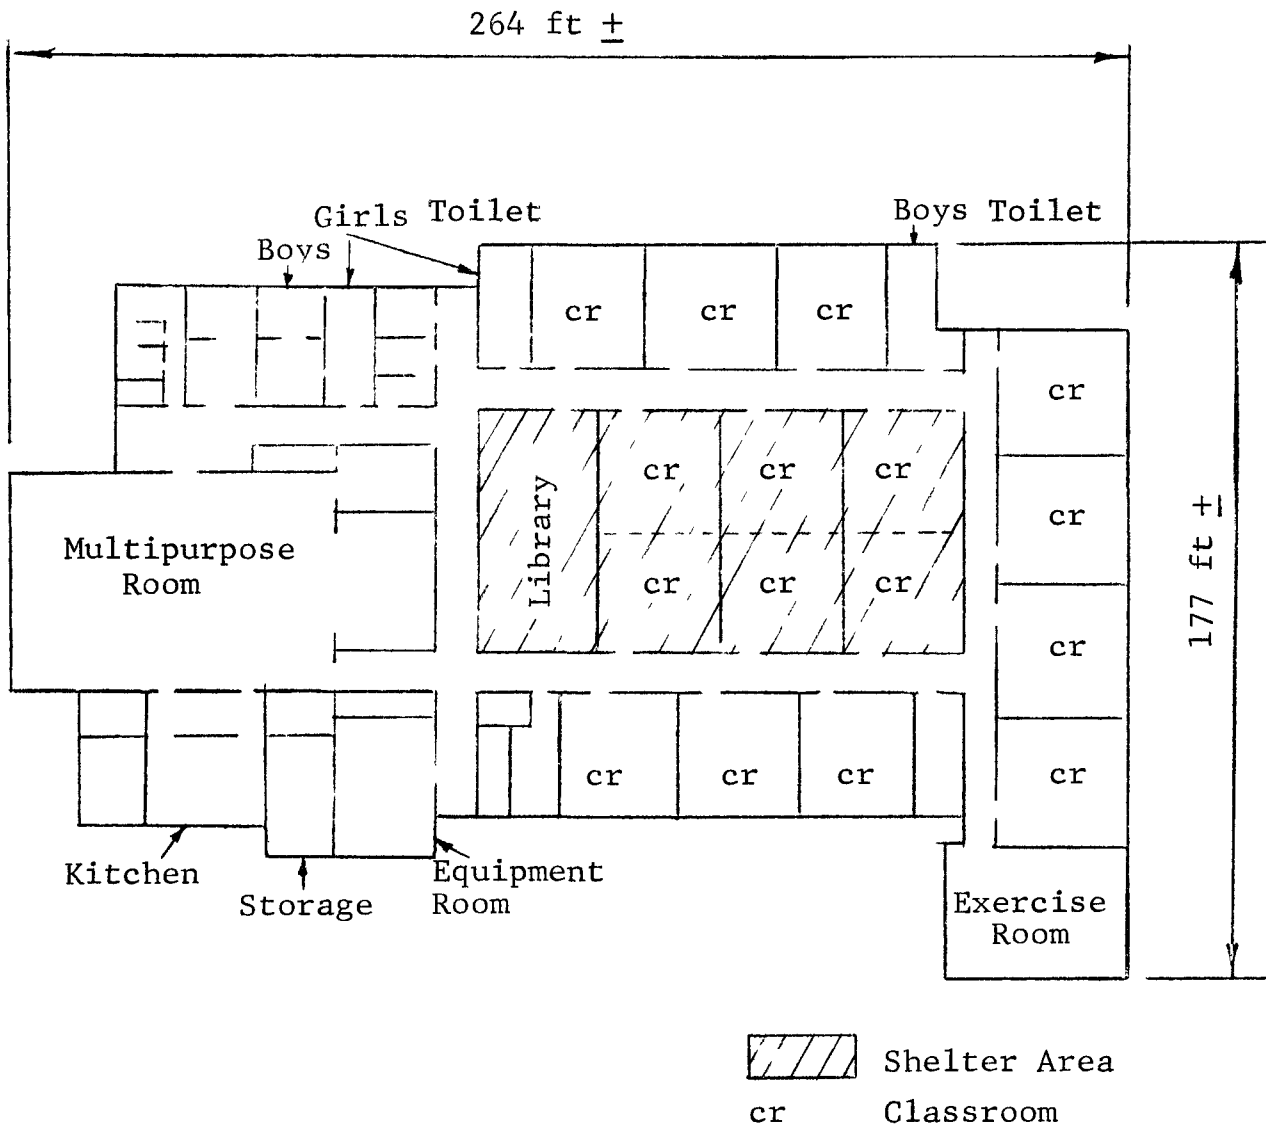 264 ft ±
Girls Toilet
Boys Toilet
Boys
cr cr cr
cr
cr cr cr
cr
Library
Multipurpose
Room
177 ft ±
cr cr cr
cr
cr cr cr
cr
Kitchen
Equipment
Room
Storage
Exercise
Room
Shelter Area
cr Classroom